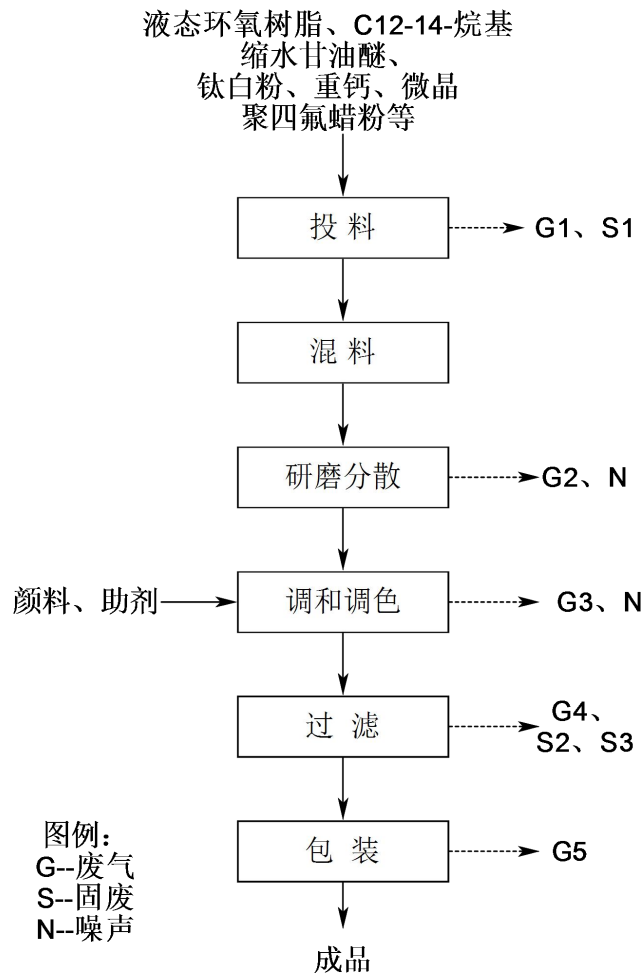 液态环氧树脂、C12-14-烷基
缩水甘油醚、
钛白粉、重钙、微晶
聚四氟蜡粉等
投料
G1、S1
混料
研磨分散
G2、N
颜料、助剂
调和调色
G3、N
过滤
G4、
S2、S3
包装
G5
图例：
G--废气
S--固废
N--噪声
成品